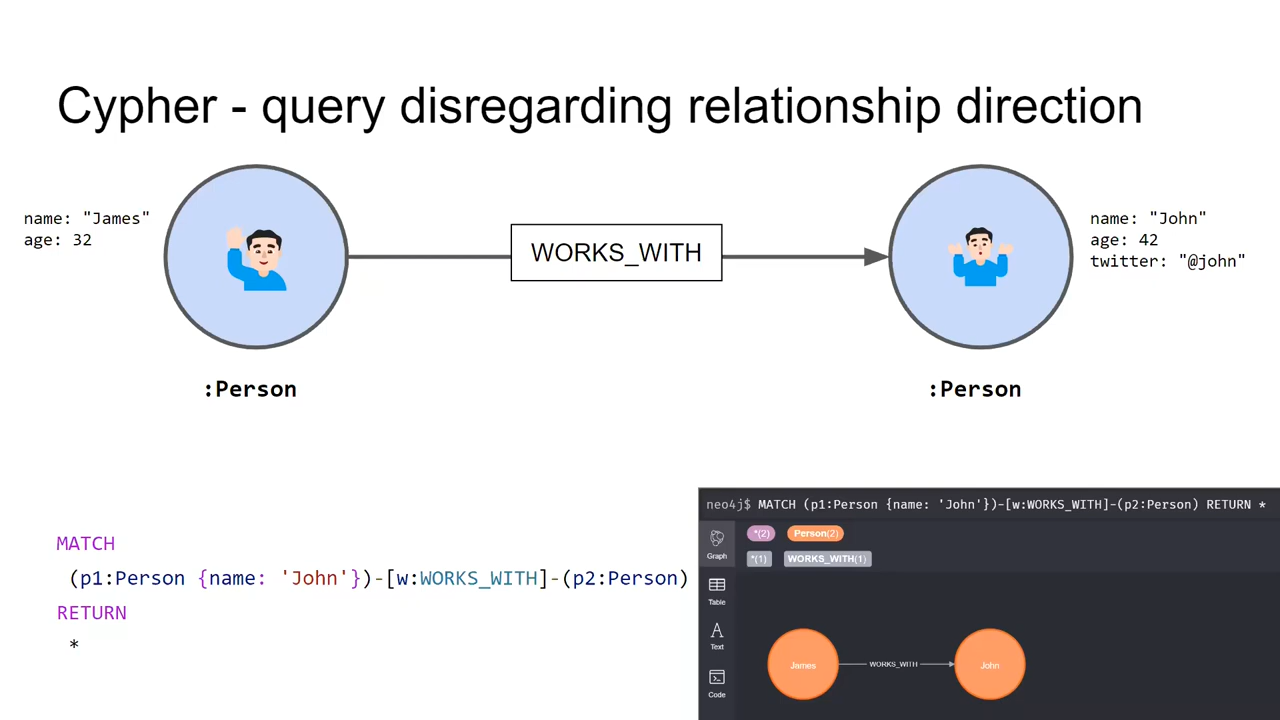 Cypher - query disregarding relationship direction
name: "James"
age: 32
WORKS_WITH
name: "John"
age: 42
twitter: "@john"
:Person
:Person
MATCH
(p1:Person {name: 'John'})-[w:WORKS_WITH]-(p2:Person)
RETURN
*
neo4j$ MATCH (p1:Person {name: 'John'})-[w:WORKS_WITH]-(p2:Person) RETURN *
Graph
*(2) Person(2)
*(1) WORKS_WITH(1)
Table
A
Text
Code
James
WORKS_WITH
John